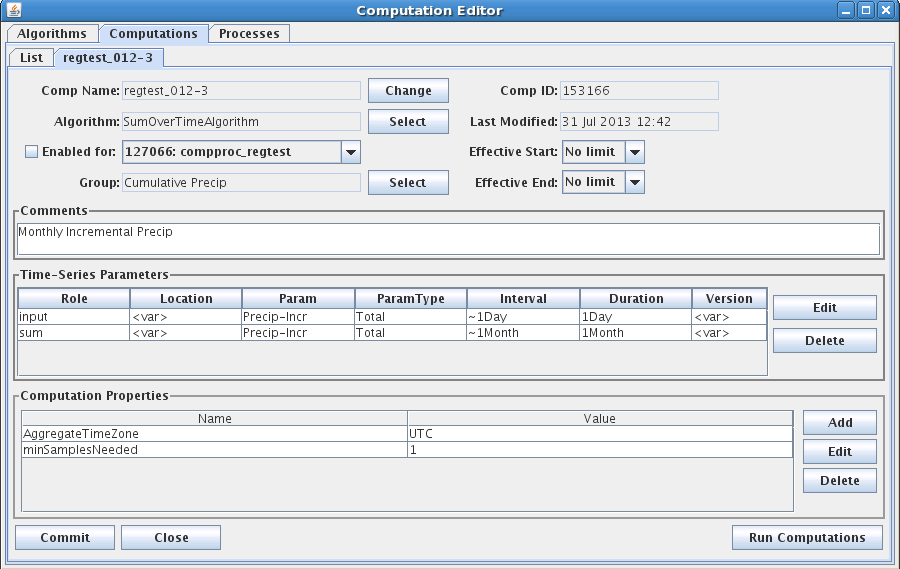 Computation Editor
Algorithms Computations Processes
List regtest_012-3
Comp Name: regtest_012-3 Change Comp ID: 153166
Algorithm: SumOverTimeAlgorithm Select Last Modified: 31 Jul 2013 12:42
Enabled for: 127066: compproc_regtest Effective Start: No limit
Group: Cumulative Precip Select Effective End: No limit
Comments
Monthly Incremental Precip
Time-Series Parameters
Role Location Param ParamType Interval Duration Version
input <var> Precip-Incr Total ~1Day 1Day <var>
sum <var> Precip-Incr Total ~1Month 1Month <var>
Edit
Delete
Computation Properties
Name Value
AggregateTimeZone UTC
minSamplesNeeded 1
Add
Edit
Delete
Commit Close Run Computations